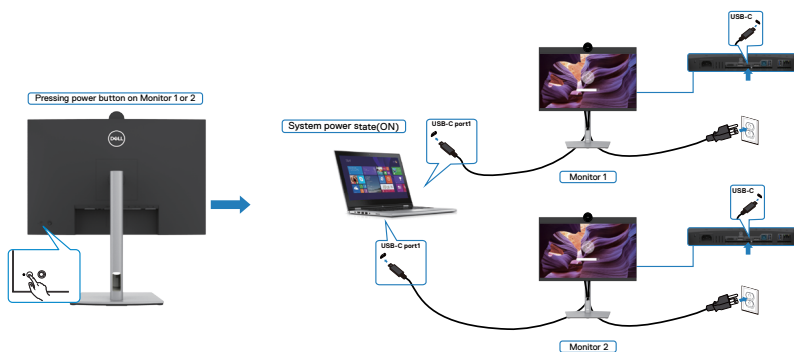 USB-C
Pressing power button on Monitor 1 or 2
DELL
System power state(ON)
USB-C port1
Monitor 1
USB-C
USB-C port1
Monitor 2